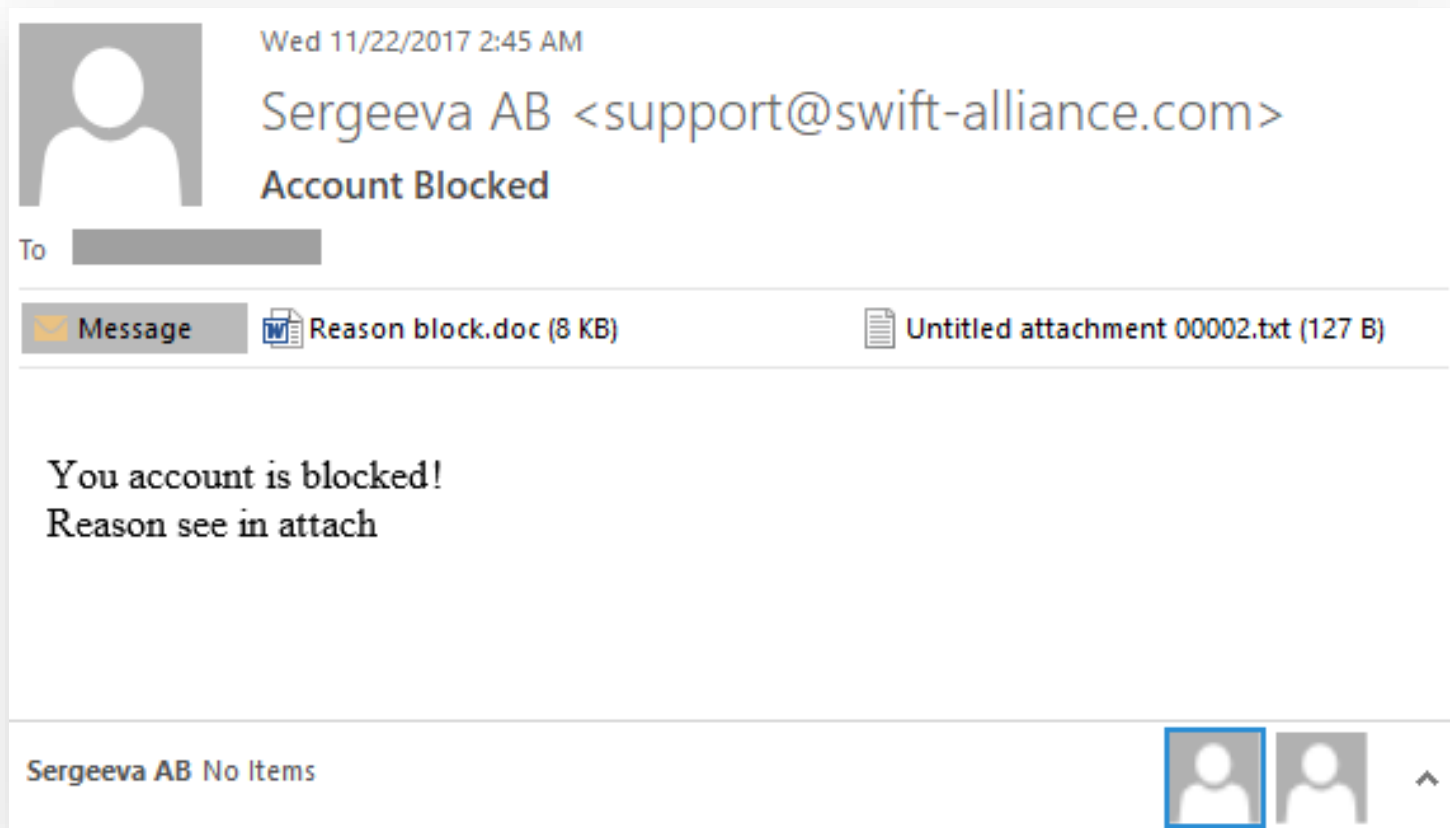 Wed 11/22/2017 2:45 AM
Sergeeva AB <support@swift-alliance.com>
Account Blocked
To
Message Reason block.doc (8 KB) Untitled attachment 00002.txt (127 B)
You account is blocked!
Reason see in attach
Sergeeva AB No Items